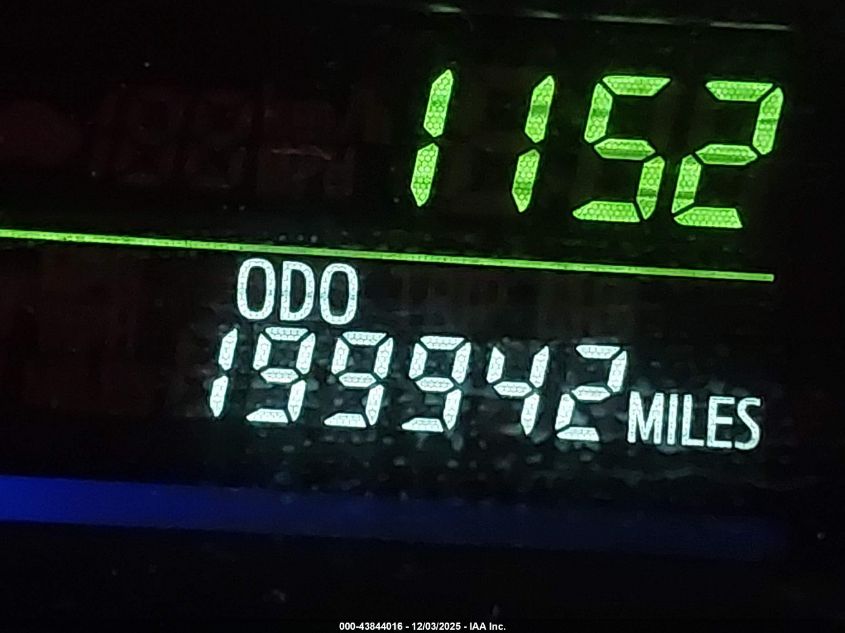 1152
ODO
199942 MILES
000-43844016 - 12/03/2025 - IAA Inc.